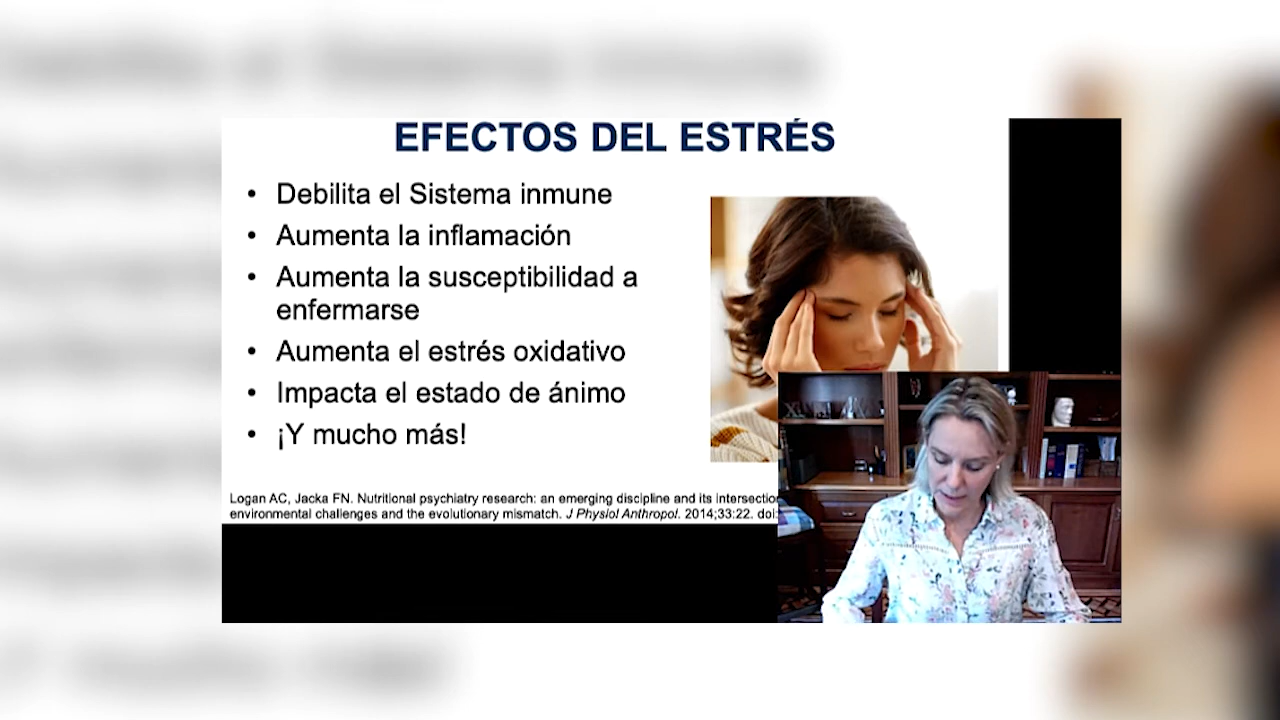 EFECTOS DEL ESTRÉS
• Debilita el Sistema inmune
• Aumenta la inflamación
• Aumenta la susceptibilidad a
enfermarse
• Aumenta el estrés oxidativo
• Impacta el estado de ánimo
• ¡Y mucho más!
Logan AC, Jacka FN. Nutritional psychiatry research: an emerging discipline and its intersectio
environmental challenges and the evolutionary mismatch. J Physiol Anthropol. 2014;33:22. doi: